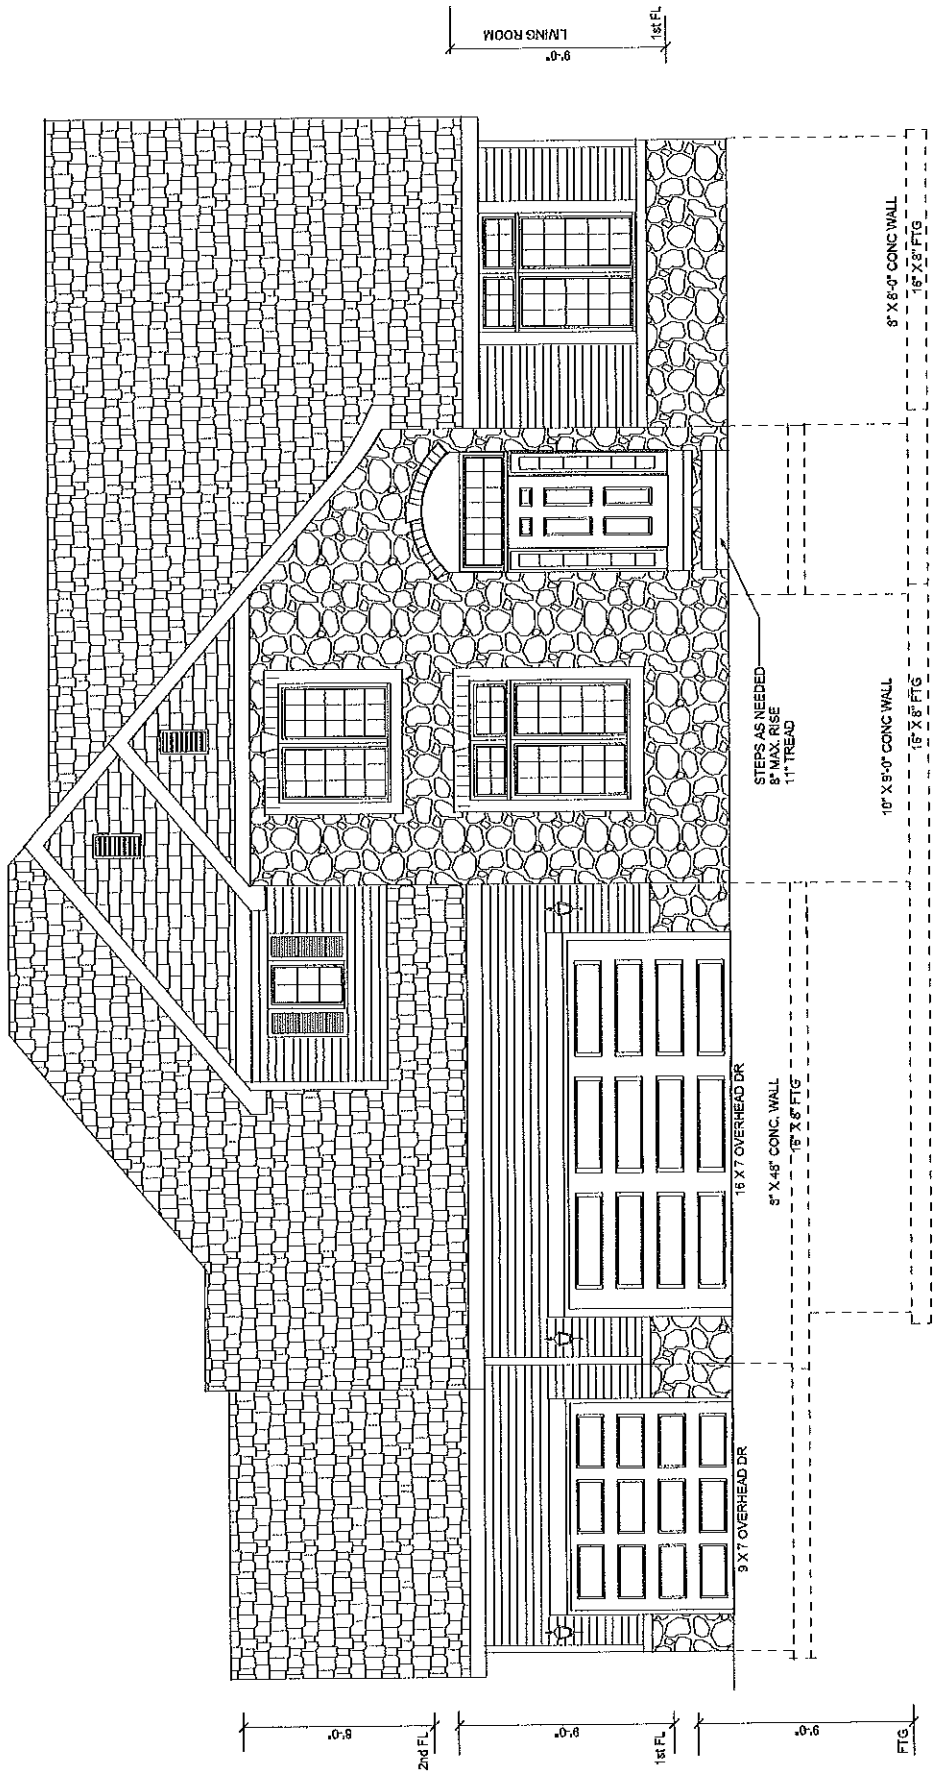 2nd FL
8'-0"
9'-0"
1st FL
9'-0"
FTG
LIVING ROOM
9'-0"
1st FL
9 X 7 OVERHEAD DR
16 X 7 OVERHEAD DR
8" X 48" CONC. WALL
16" X 8" FTG
STEPS AS NEEDED
8" MAX. RISE
11" TREAD
10" X 9'-0" CONC WALL
16" X 8" FTG
8" X 8'-0" CONC WALL
16" X 8" FTG